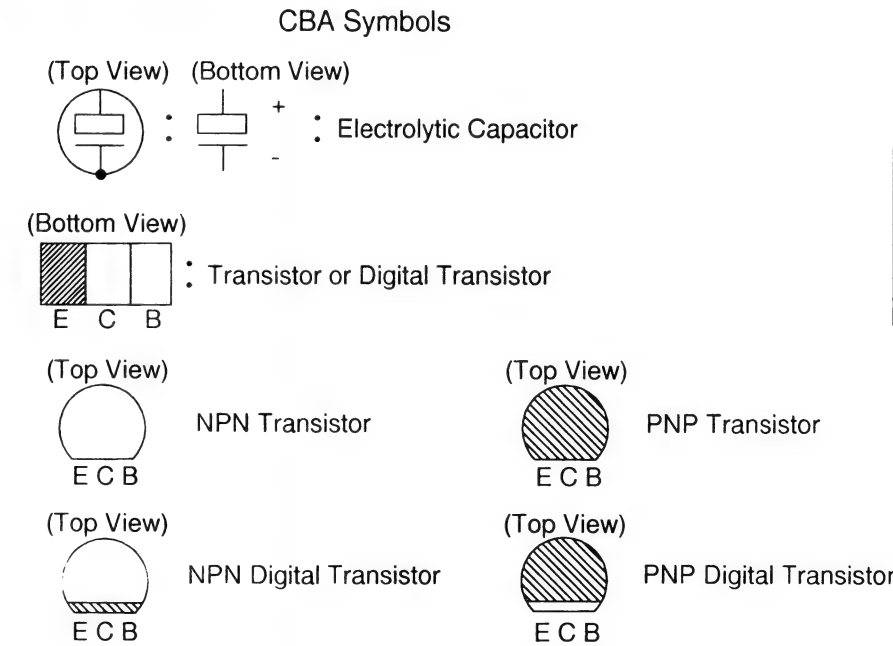 CBA Symbols
(Top View) (Bottom View)
+
: : Electrolytic Capacitor
-
(Bottom View)
: Transistor or Digital Transistor
E C B
(Top View) (Top View)
NPN Transistor PNP Transistor
E C B E C B
(Top View) (Top View)
NPN Digital Transistor PNP Digital Transistor
E C B E C B